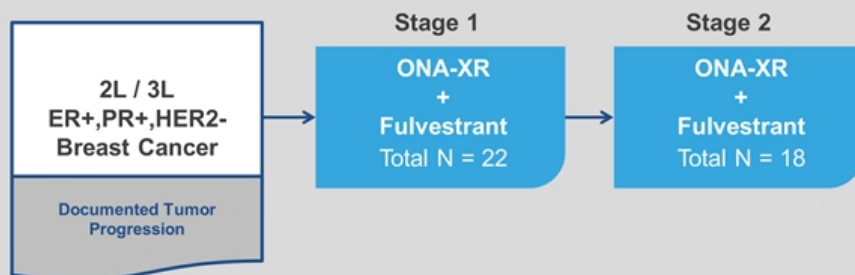 2L / 3L
ER+,PR+,HER2-
Breast Cancer
Documented Tumor
Progression
Stage 1
ONA-XR
+
Fulvestrant
Total N = 22
Stage 2
ONA-XR
+
Fulvestrant
Total N = 18